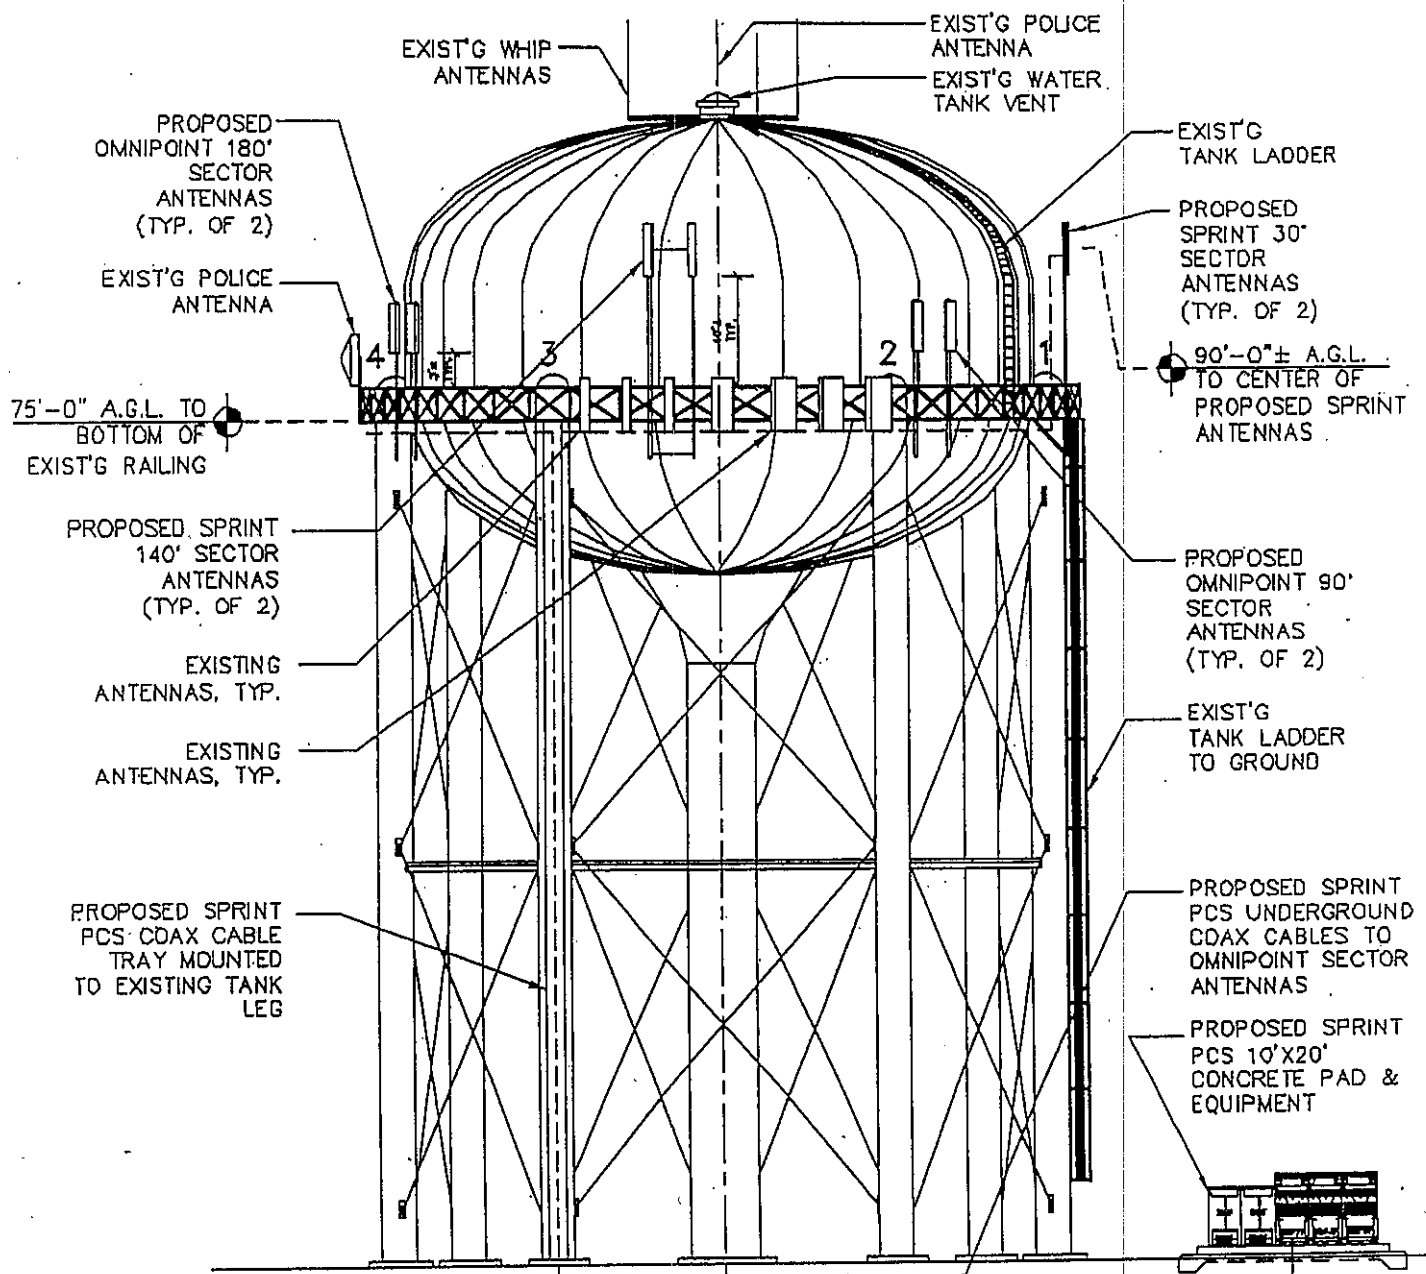 EXIST'G WHIP
ANTENNAS
EXIST'G POLICE
ANTENNA
EXIST'G WATER
TANK VENT
PROPOSED
OMNIPOINT 180°
SECTOR
ANTENNAS
(TYP. OF 2)
EXIST'G
TANK LADDER
PROPOSED
SPRINT 30°
SECTOR
ANTENNAS
(TYP. OF 2)
EXIST'G POLICE
ANTENNA
4
3
2
1
TYP.
90'-0"± A.G.L.
TO CENTER OF
PROPOSED SPRINT
ANTENNAS
75'-0" A.G.L. TO
BOTTOM OF
EXIST'G RAILING
PROPOSED SPRINT
140° SECTOR
ANTENNAS
(TYP. OF 2)
PROPOSED
OMNIPOINT 90°
SECTOR
ANTENNAS
(TYP. OF 2)
EXISTING
ANTENNAS, TYP.
EXISTING
ANTENNAS, TYP.
EXIST'G
TANK LADDER
TO GROUND
PROPOSED SPRINT
PCS COAX CABLE
TRAY MOUNTED
TO EXISTING TANK
LEG
PROPOSED SPRINT
PCS UNDERGROUND
COAX CABLES TO
OMNIPOINT SECTOR
ANTENNAS
PROPOSED SPRINT
PCS 10'X20'
CONCRETE PAD &
EQUIPMENT